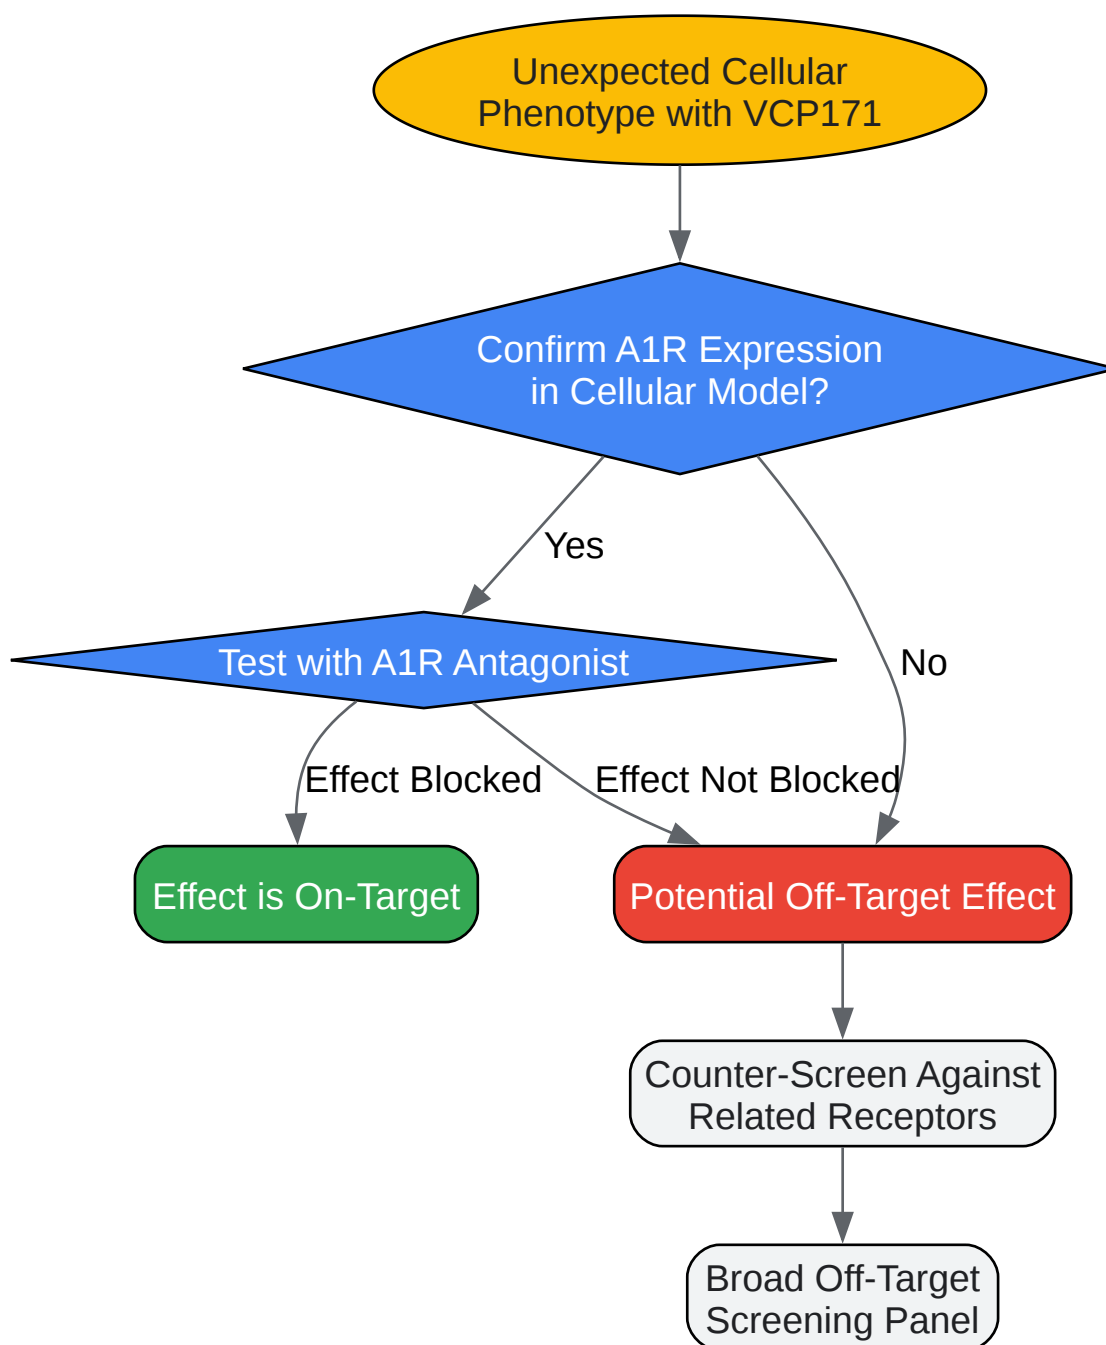 Unexpected Cellular
Phenotype with VCP171
Confirm A1R Expression
in Cellular Model?
Yes
Test with A1R Antagonist
No
Effect Blocked
Effect Not Blocked
Effect is On-Target
Potential Off-Target Effect
Counter-Screen Against
Related Receptors
Broad Off-Target
Screening Panel